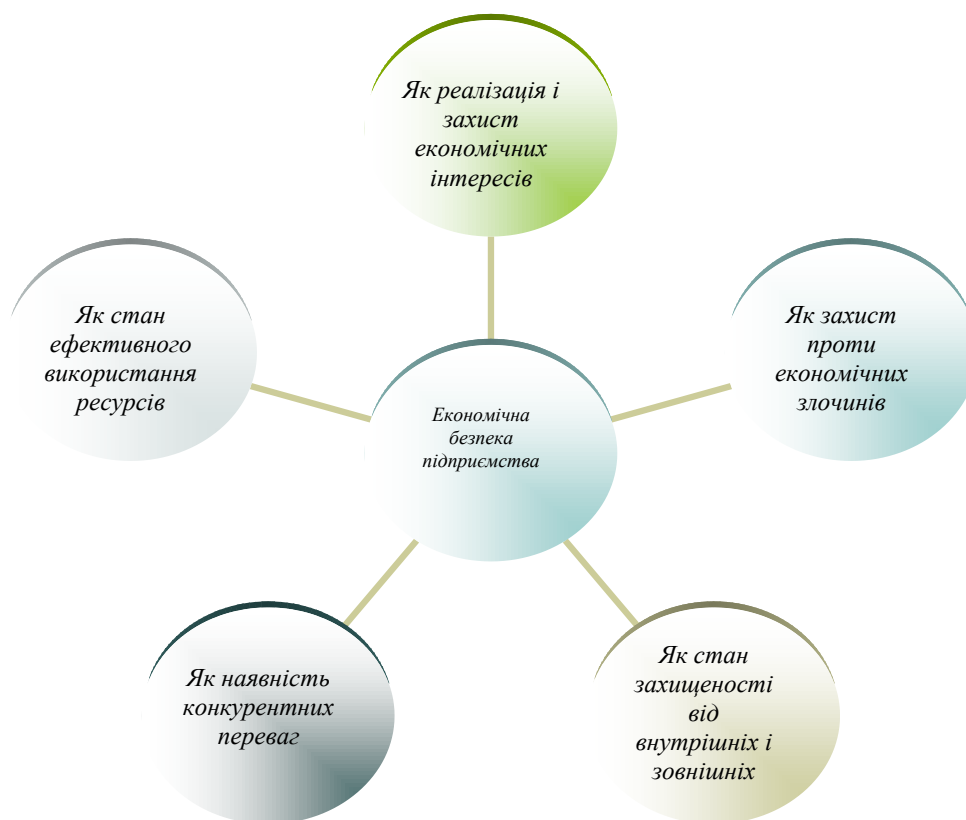 Як реалізація і
захист
економічних
інтересів
Як стан
ефективного
використання
ресурсів
Як захист
проти
економічних
злочинів
Економічна
безпека
підприємства
Як наявність
конкурентних
переваг
Як стан
захищеності
від
внутрішніх і
зовнішніх